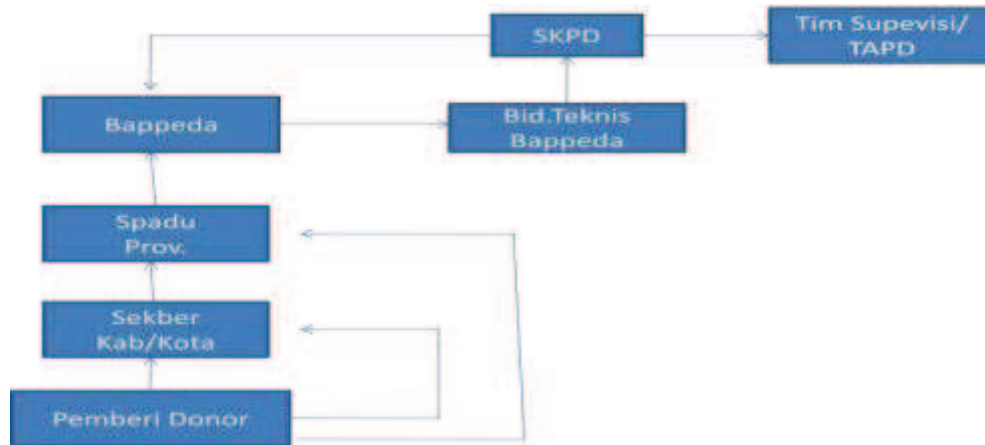 SKPD
Tim Supevisi/
TAPD
Bappeda
Bid.Teknis
Bappeda
Spadu
Prov.
Sekber
Kab/Kota
Pemberi Donor